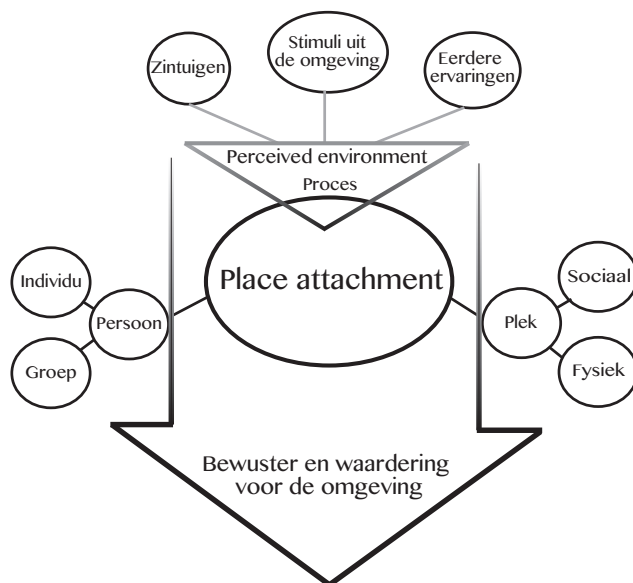 Zintuigen
Stimuli uit
de omgeving
Eerdere
ervaringen
Perceived environment
Proces
Place attachment
Individu
Persoon
Groep
Sociaal
Plek
Fysiek
Bewuster en waardering
voor de omgeving